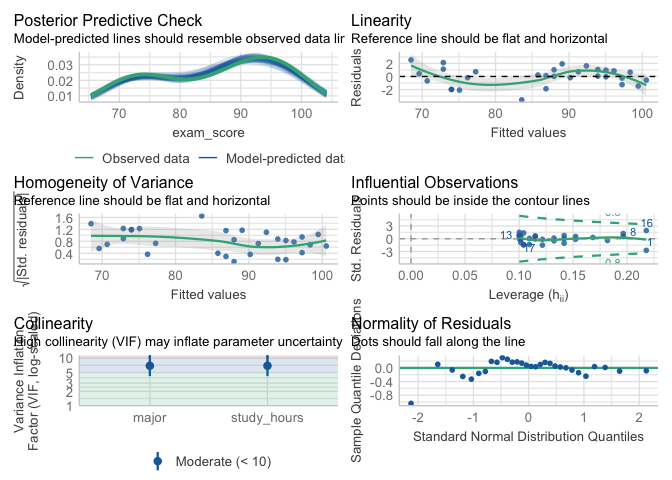 Posterior Predictive Check
Model-predicted lines should resemble observed data lin
Density
0.03
0.02
0.01
70
80
90
100
exam_score
Observed data
Model-predicted data
Linearity
Reference line should be flat and horizontal
Residuals
2
0
-2
70
80
90
100
Fitted values
Homogeneity of Variance
Reference line should be flat and horizontal
√|Std. residuals|
1.6
1.2
0.8
0.4
70
80
90
100
Fitted values
Influential Observations
Points should be inside the contour lines
Std. Residuals
3
0
-3
0.8
16
13
8
17
1
0.8
0.00
0.05
0.10
0.15
0.20
Leverage (hii)
Collinearity
High collinearity (VIF) may inflate parameter uncertainty
Variance Inflation
Factor (VIF, log-scaled)
10
5
3
2
1
major
study_hours
Moderate (< 10)
Normality of Residuals
Dots should fall along the line
Sample Quantile Deviations
0.0
-0.4
-0.8
-2
-1
0
1
2
Standard Normal Distribution Quantiles